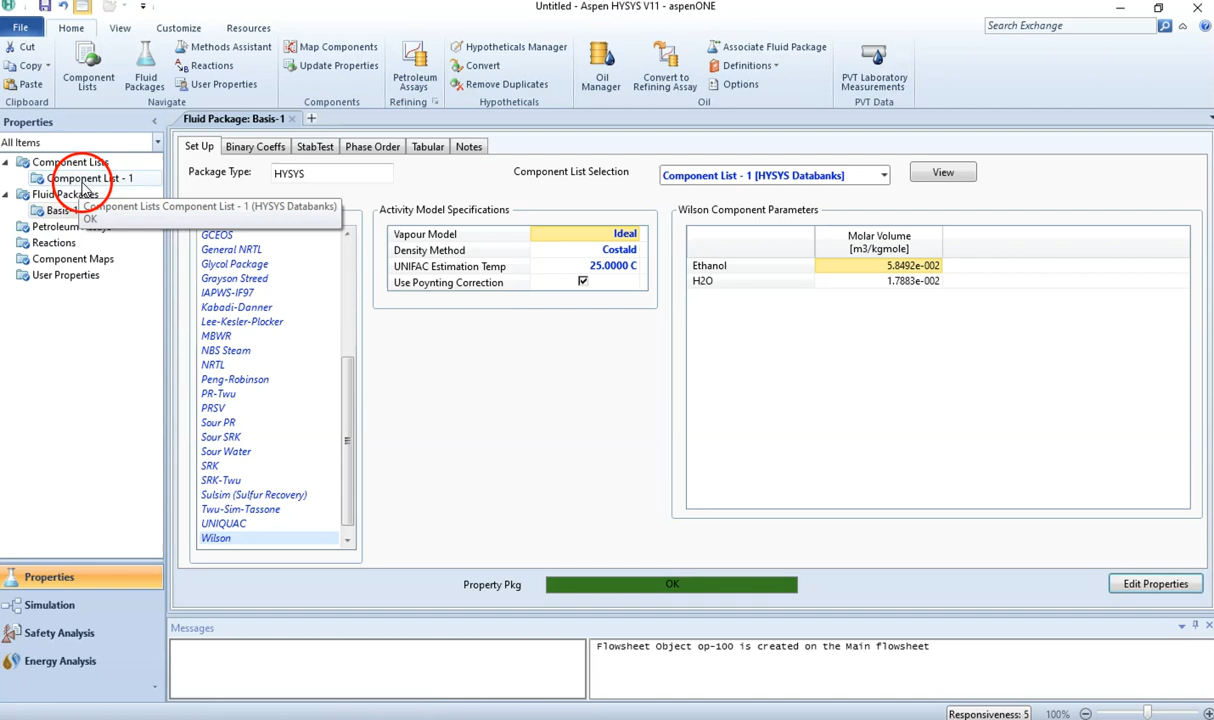 Untitled - Aspen HYSYS V11 - aspenONE
File Home View Customize Resources Search Exchange
Cut
Copy
Paste
Clipboard
Component Lists
Fluid Packages
Methods Assistant
Reactions
User Properties
Navigate
Map Components
Update Properties
Components
Petroleum Assays
Refining
Hypotheticals Manager
Convert
Remove Duplicates
Hypotheticals
Oil Manager
Convert to Refining Assay
Associate Fluid Package
Definitions
Options
Oil
PVT Laboratory Measurements
PVT Data
Properties
All Items
Component Lists
Component List - 1
Fluid Packages
Basis-1
Petroleum Assays
Reactions
Component Maps
User Properties
Component Lists Component List - 1 (HYSYS Databanks)
OK
Properties
Simulation
Safety Analysis
Energy Analysis
Fluid Package: Basis-1
Set Up Binary Coeffs StabTest Phase Order Tabular Notes
Package Type: HYSYS Component List Selection Component List - 1 [HYSYS Databanks] View
GCEOS
General NRTL
Glycol Package
Grayson Streed
IAPWS-IF97
Kabadi-Danner
Lee-Kesler-Plocker
MBWR
NBS Steam
NRTL
Peng-Robinson
PR-Twu
PRSV
Sour PR
Sour SRK
Sour Water
SRK
SRK-Twu
Sulsim (Sulfur Recovery)
Twu-Sim-Tassone
UNIQUAC
Wilson
Activity Model Specifications
Vapour Model Ideal
Density Method Costald
UNIFAC Estimation Temp 25.0000 C
Use Poynting Correction
Wilson Component Parameters
Molar Volume
[m3/kgmole]
Ethanol 5.8492e-002
H2O 1.7883e-002
Property Pkg OK Edit Properties
Messages
Flowsheet Object op-100 is created on the Main flowsheet
Responsiveness: 5 100%